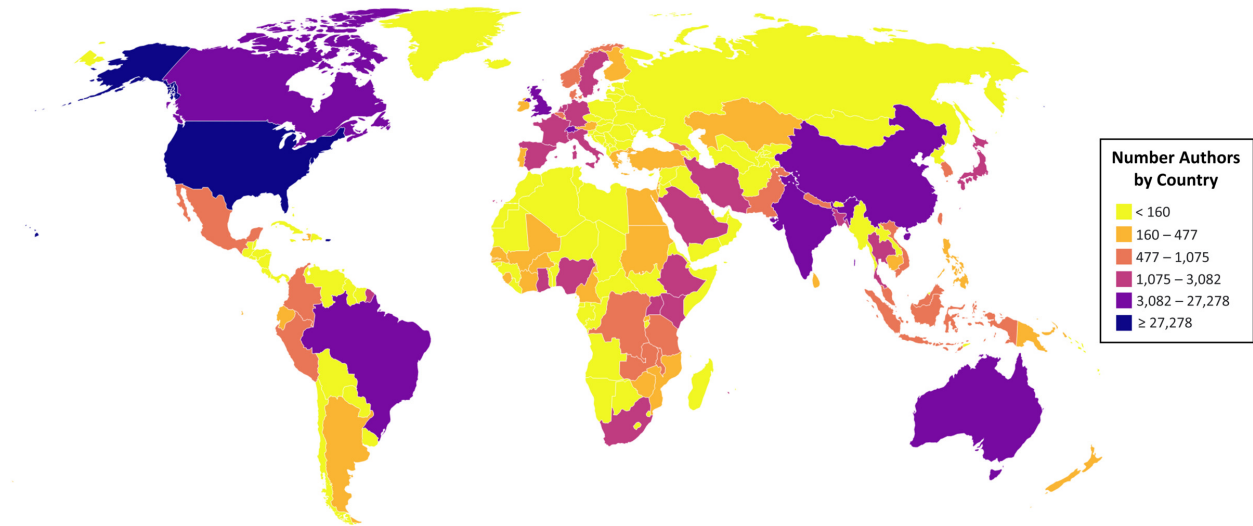 Number Authors
by Country
< 160
160 – 477
477 – 1,075
1,075 – 3,082
3,082 – 27,278
≥ 27,278